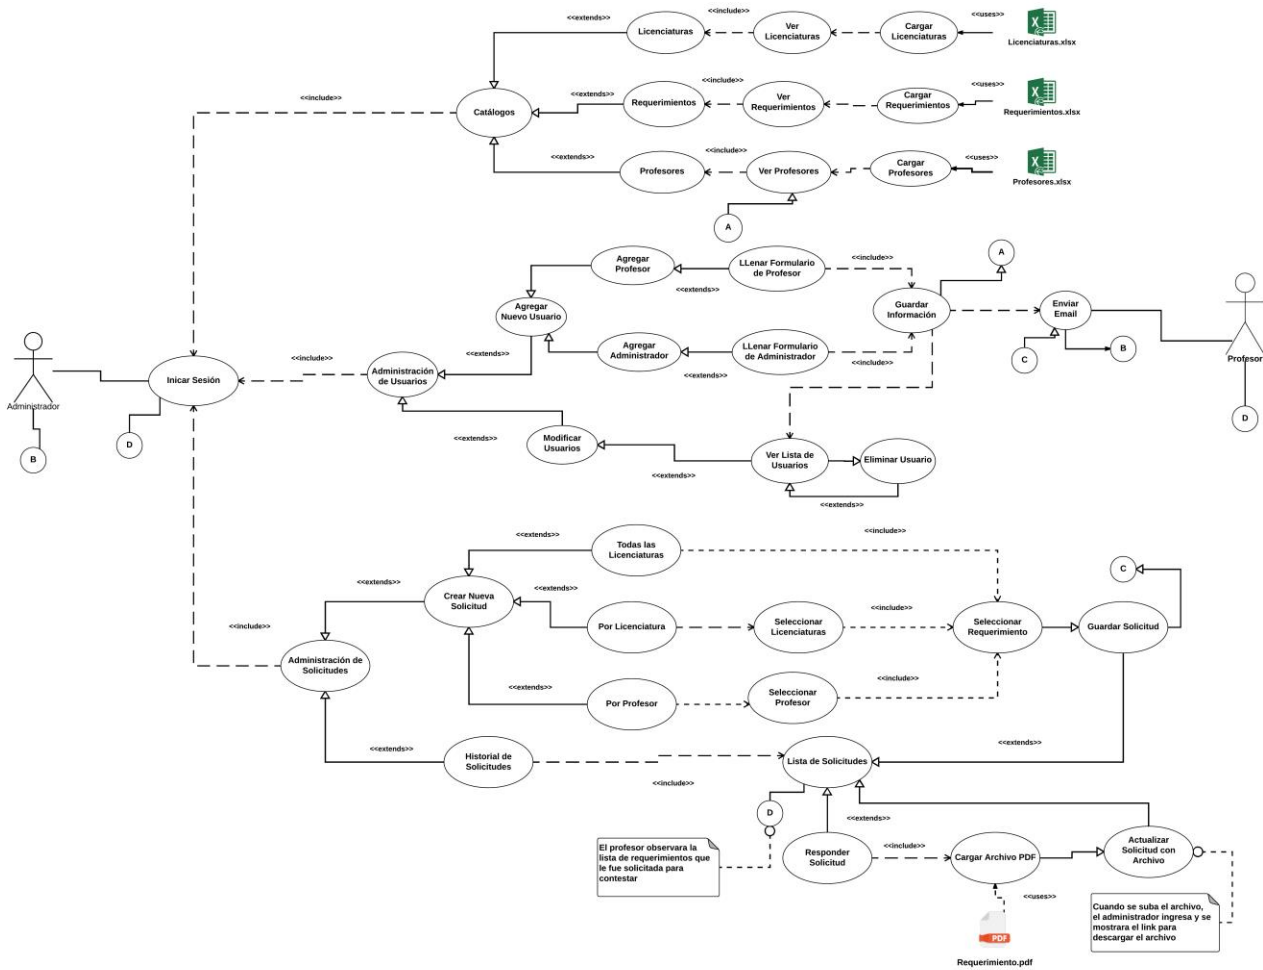 <<extends>>
<<include>>
<<uses>>
Licenciaturas
Ver
Licenciaturas
Cargar
Licenciaturas
Licenciaturas.xlsx
<<include>>
<<extends>>
<<include>>
<<uses>>
Catálogos
Requerimientos
Ver
Requerimientos
Cargar
Requerimientos
Requerimientos.xlsx
<<extends>>
<<include>>
<<uses>>
Profesores
Ver Profesores
Cargar
Profesores
Profesores.xlsx
A
Agregar
Profesor
LLenar Formulario
de Profesor
<<include>>
A
<<extends>>
Agregar
Nuevo Usuario
Guardar
Información
Enviar
Email
Agregar
Administrador
LLenar Formulario
de Administrador
C
B
Profesor
<<include>>
<<extends>>
<<extends>>
<<include>>
Administrador
Inicar Sesión
Administración
de Usuarios
D
B
D
<<extends>>
Modificar
Usuarios
<<extends>>
Ver Lista de
Usuarios
Eliminar Usuario
<<extends>>
<<extends>>
Todas las
Licenciaturas
<<include>>
<<extends>>
Crear Nueva
Solicitud
<<extends>>
C
<<include>>
Por Licenciatura
Seleccionar
Licenciaturas
<<include>>
Seleccionar
Requerimiento
Guardar Solicitud
Administración de
Solicitudes
<<extends>>
Por Profesor
Seleccionar
Profesor
<<include>>
<<extends>>
Historial de
Solicitudes
<<include>>
Lista de Solicitudes
<<extends>>
D
<<extends>>
El profesor observara la
lista de requerimientos que
le fue solicitada para
contestar
Responder
Solicitud
<<include>>
Cargar Archivo PDF
Actualizar
Solicitud con
Archivo
<<uses>>
Cuando se suba el archivo,
el administrador ingresa y se
mostrara el link para
descargar el archivo
PDF
Requerimiento.pdf